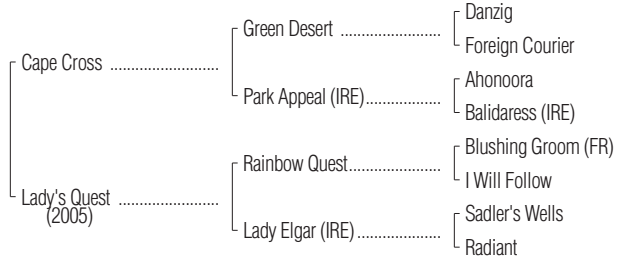 Danzig
Green Desert ....................
Foreign Courier
Cape Cross .....................
Ahonoora
Park Appeal (IRE)...............
Balidaress (IRE)
Blushing Groom (FR)
Rainbow Quest..................
I Will Follow
Lady's Quest ...................
(2005)
Sadler's Wells
Lady Elgar (IRE).................
Radiant